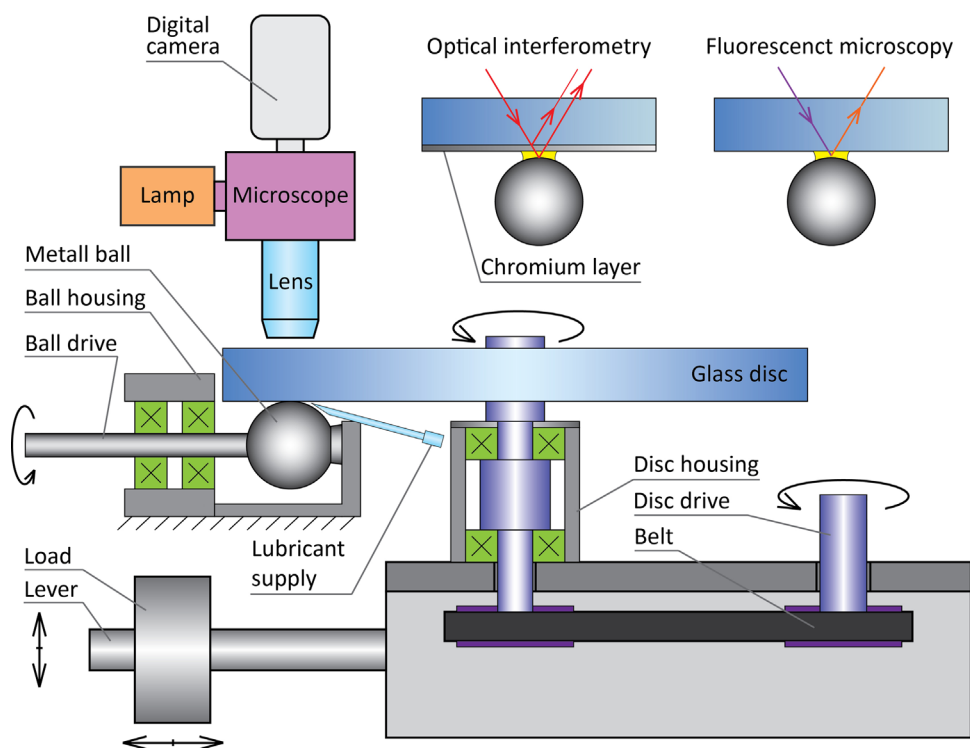 Digital
camera
Optical interferometry
Fluorescenct microscopy
Lamp
Microscope
Metall ball
Lens
Chromium layer
Ball housing
Ball drive
Glass disc
Disc housing
Disc drive
Belt
Lubricant
supply
Load
Lever